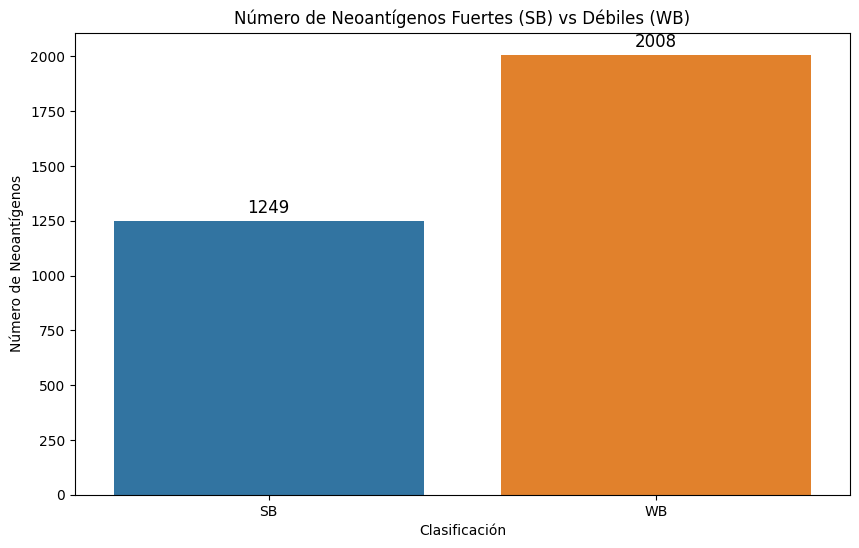 Número de Neoantígenos Fuertes (SB) vs Débiles (WB)
2008
2000
1750
1500
1249
1250
1000
750
500
250
0
Número de Neoantígenos
SB
WB
Clasificación